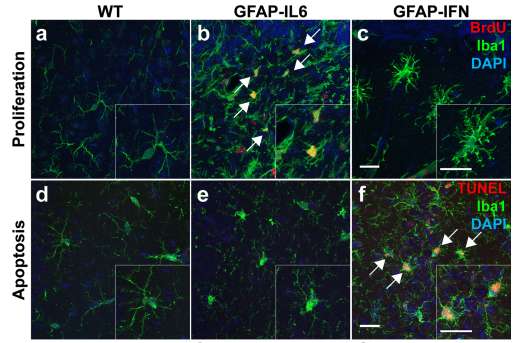 WT GFAP-IL6 GFAP-IFN
Proliferation
a b c
BrdU
Iba1
DAPI
Apoptosis
d e f
TUNEL
Iba1
DAPI